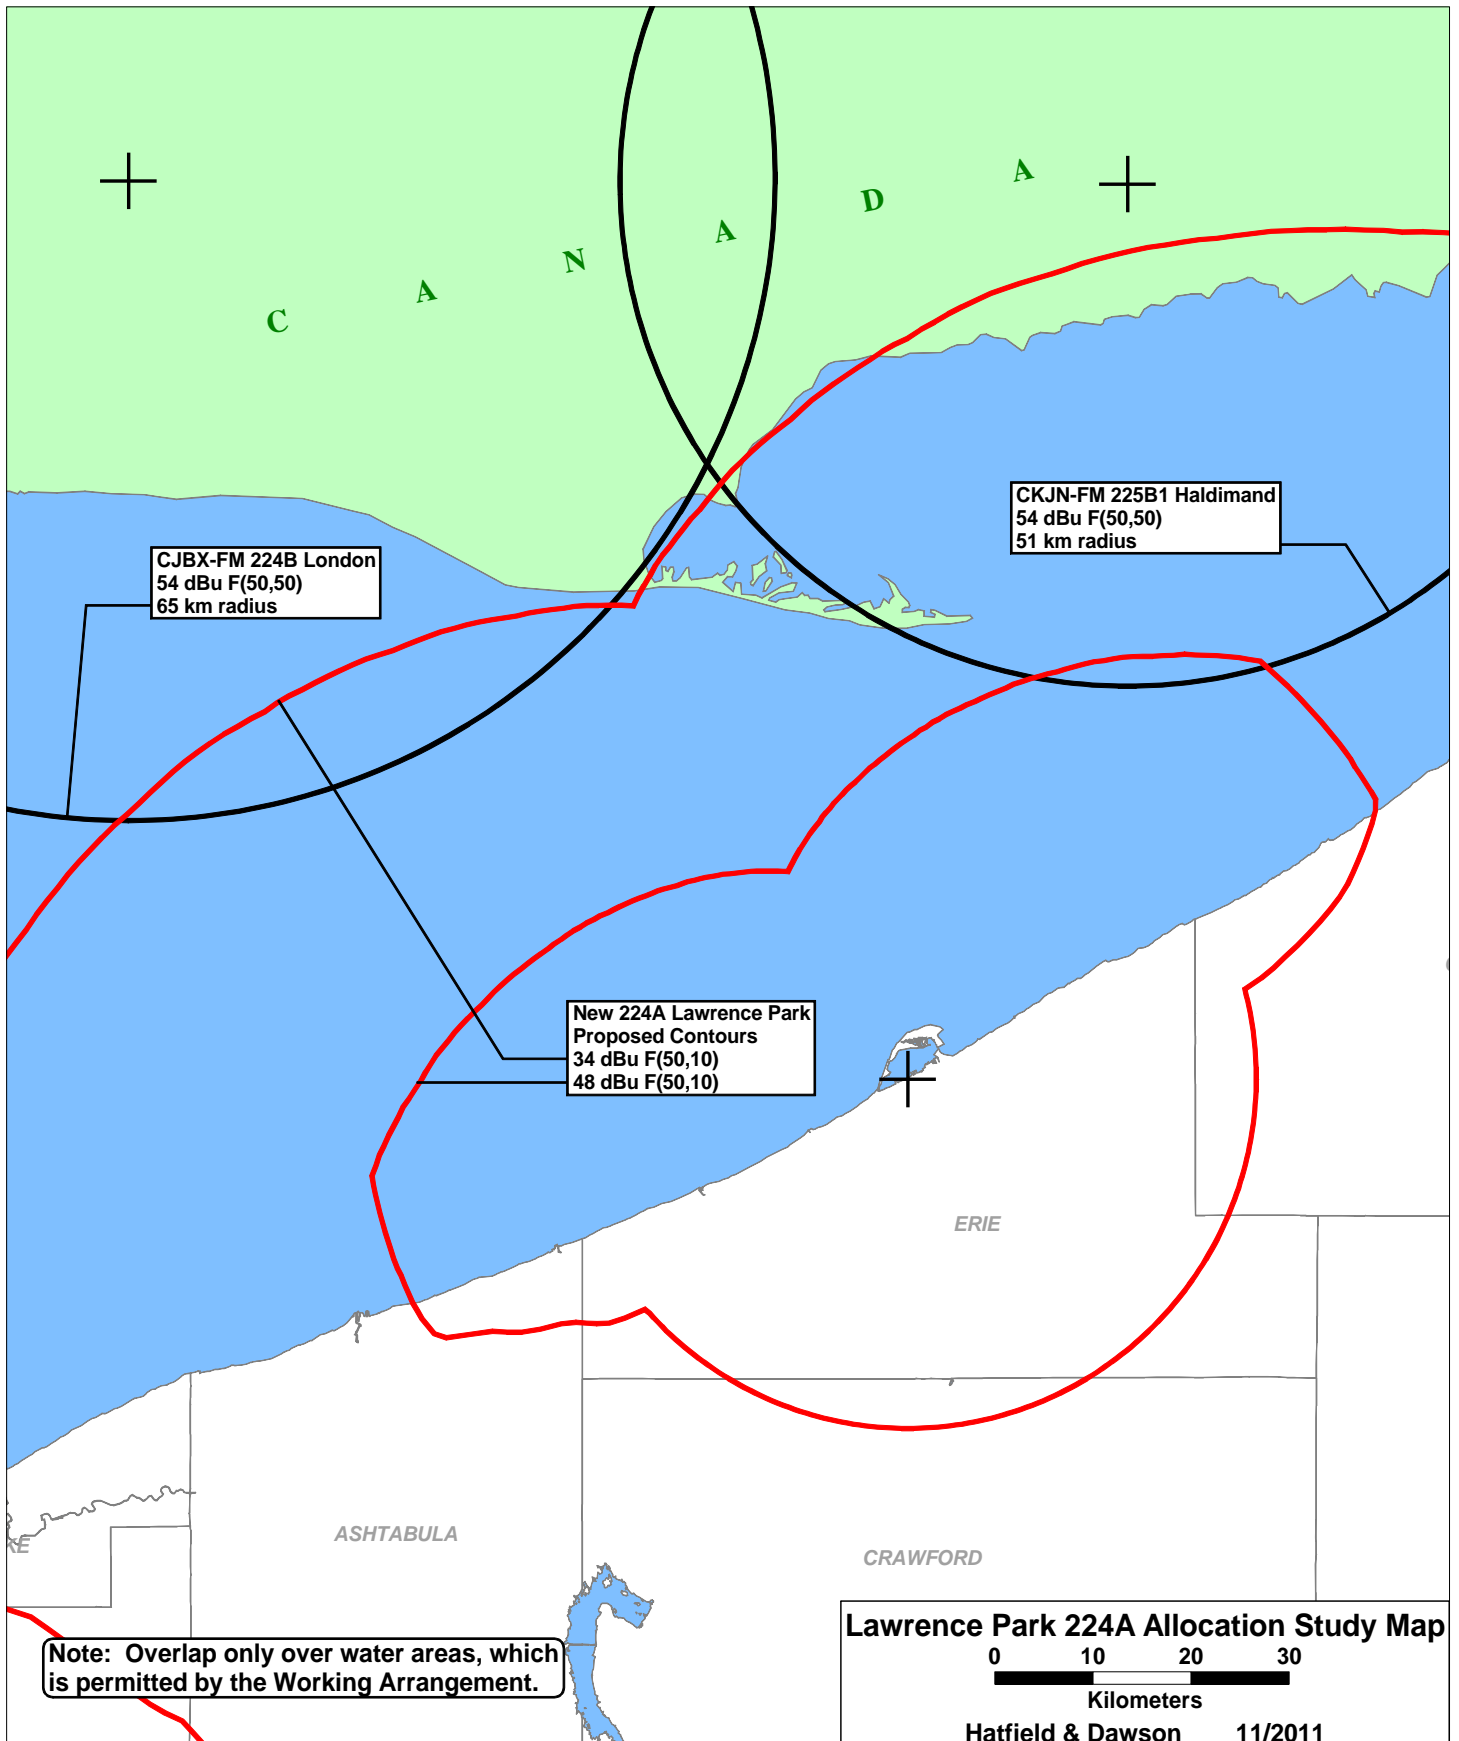 C A N A D A
CKJN-FM 225B1 Haldimand
54 dBu F(50,50)
51 km radius
CJBX-FM 224B London
54 dBu F(50,50)
65 km radius
New 224A Lawrence Park
Proposed Contours
34 dBu F(50,10)
48 dBu F(50,10)
ERIE
ASHTABULA
CRAWFORD
KE
Note: Overlap only over water areas, which
is permitted by the Working Arrangement.
Lawrence Park 224A Allocation Study Map
0 10 20 30
Kilometers
Hatfield & Dawson 11/2011